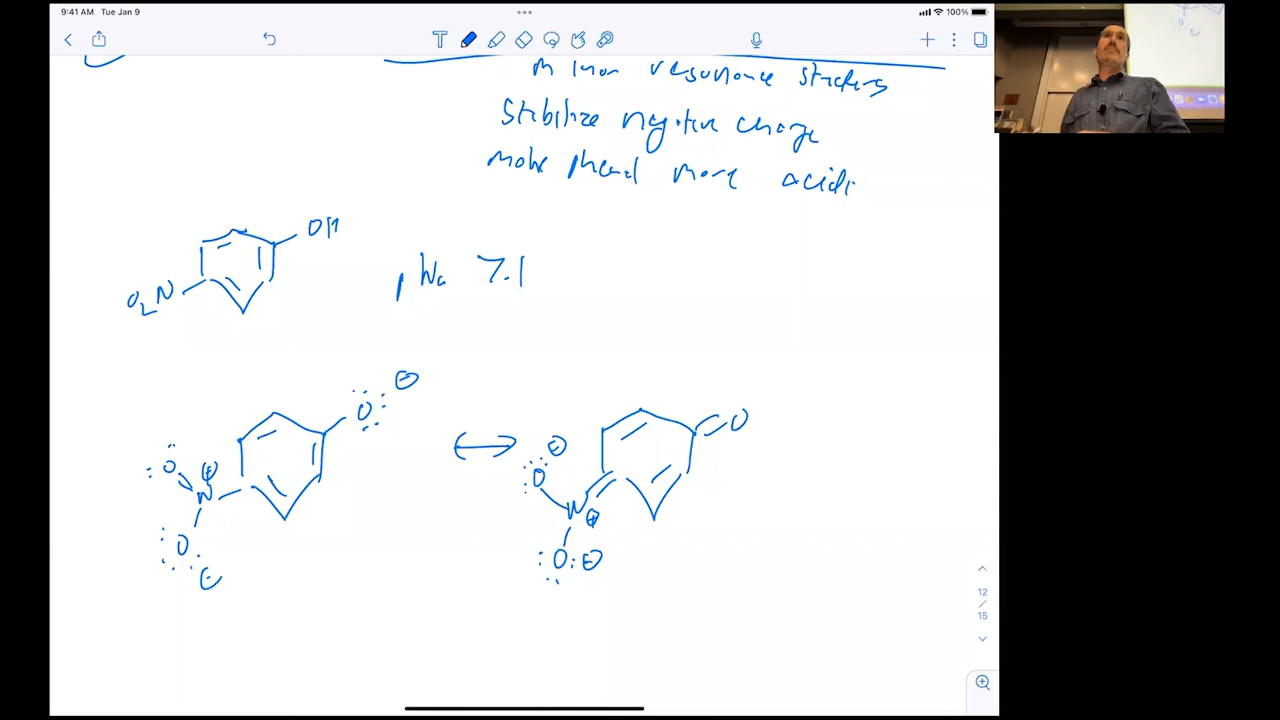 9:41 AM Tue Jan 9
100%
minor resonance structures
stabilize negative charge
make phenol more acidic
OH
O2N
pKa 7.1
⊖
O
O
⊕
N
O
⊖
⊖
O
O
N
⊕
O ⊖
12
/
15